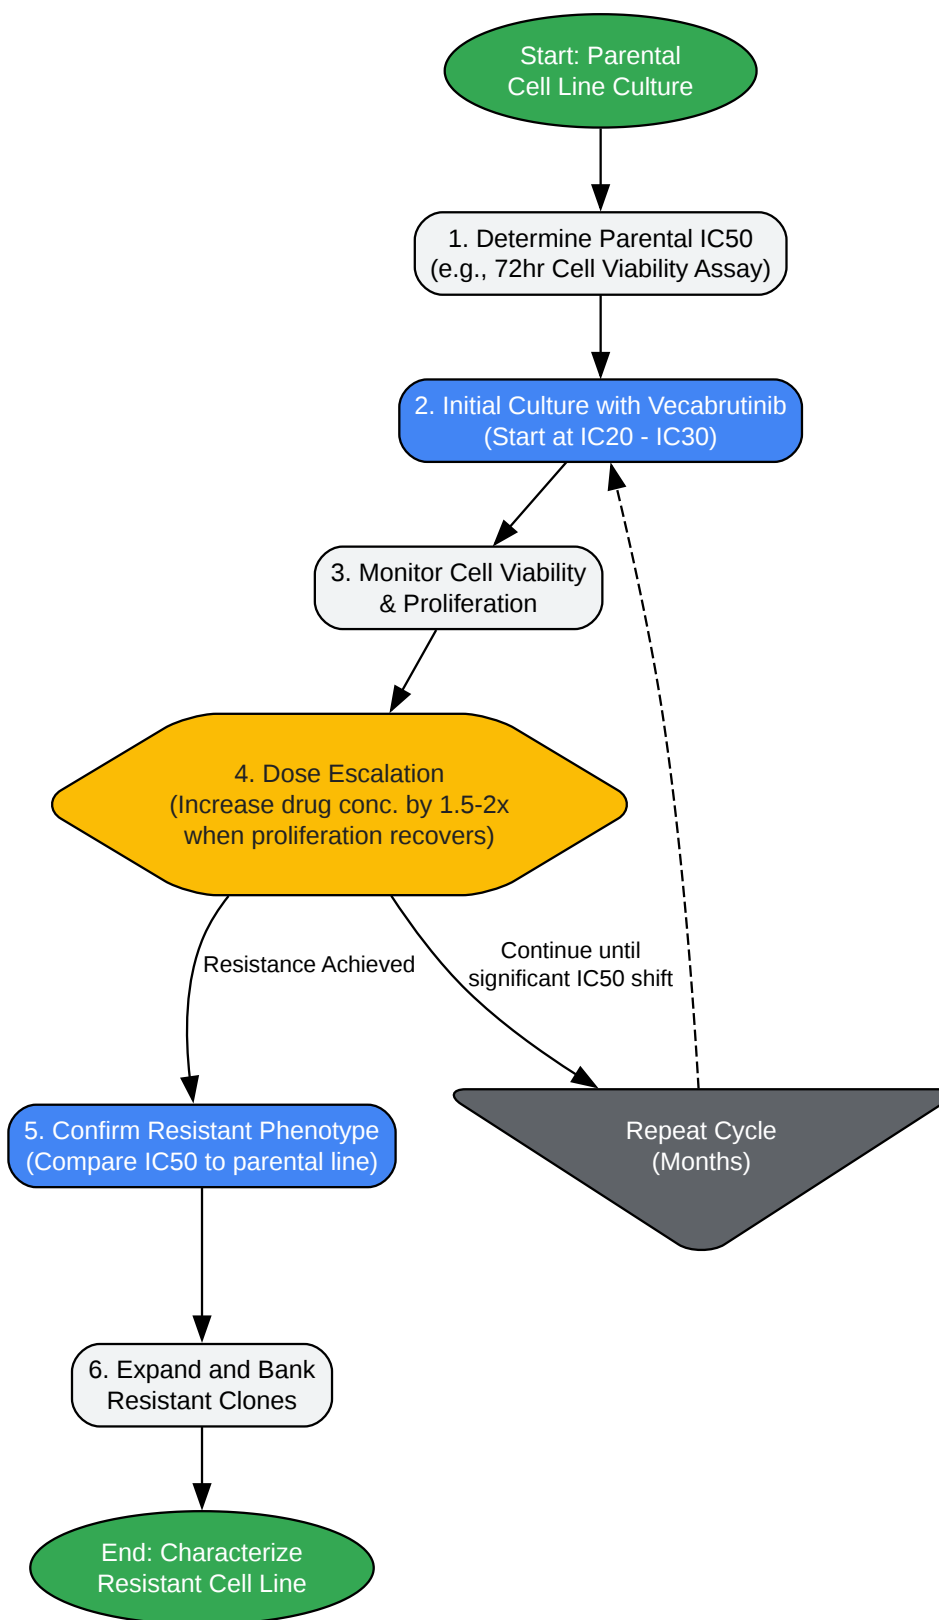 Start: Parental
Cell Line Culture
1. Determine Parental IC50
(e.g., 72hr Cell Viability Assay)
2. Initial Culture with Vecabrutinib
(Start at IC20 - IC30)
3. Monitor Cell Viability
& Proliferation
4. Dose Escalation
(Increase drug conc. by 1.5-2x
when proliferation recovers)
Resistance Achieved
Continue until
significant IC50 shift
5. Confirm Resistant Phenotype
(Compare IC50 to parental line)
Repeat Cycle
(Months)
6. Expand and Bank
Resistant Clones
End: Characterize
Resistant Cell Line